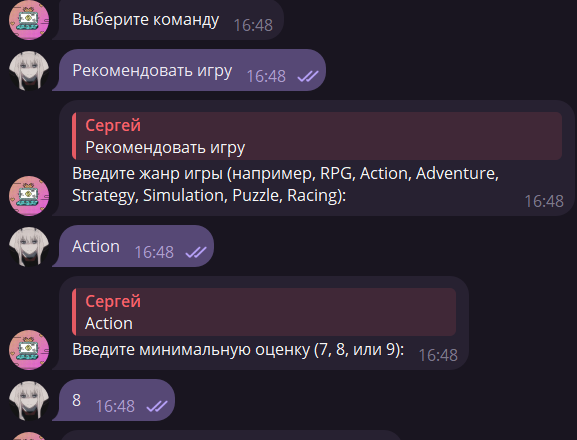 Выберите команду 16:48
Рекомендовать игру 16:48
Сергей
Рекомендовать игру
Введите жанр игры (например, RPG, Action, Adventure,
Strategy, Simulation, Puzzle, Racing): 16:48
Action 16:48
Сергей
Action
Введите минимальную оценку (7, 8, или 9): 16:48
8 16:48